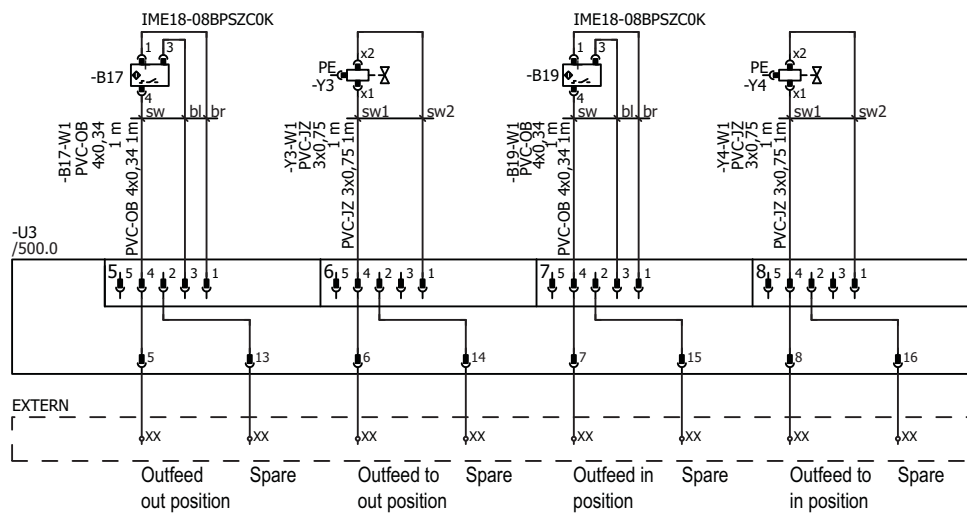 IME18-08BPSZC0K
IME18-08BPSZC0K
1 3
x2
1 3
x2
-B17
PE
-Y3
-B19
PE
-Y4
4
x1
4
x1
sw bl br
sw1 sw2
sw bl br
sw1 sw2
-B17-W1
PVC-OB
4x0,34
1 m
PVC-OB 4x0,34 1m
-Y3-W1
PVC-JZ
3x0,75
1 m
PVC-JZ 3x0,75 1m
-B19-W1
PVC-OB
4x0,34
1 m
PVC-OB 4x0,34 1m
-Y4-W1
PVC-JZ
3x0,75
1 m
PVC-JZ 3x0,75 1m
-U3
/500.0
5 5 4 2 3 1
6 5 4 2 3 1
7 5 4 2 3 1
8 5 4 2 3 1
5 13 6 14 7 15 8 16
EXTERN
XX XX XX XX XX XX XX XX
Outfeed
out position
Spare
Outfeed to
out position
Spare
Outfeed in
position
Spare
Outfeed to
in position
Spare